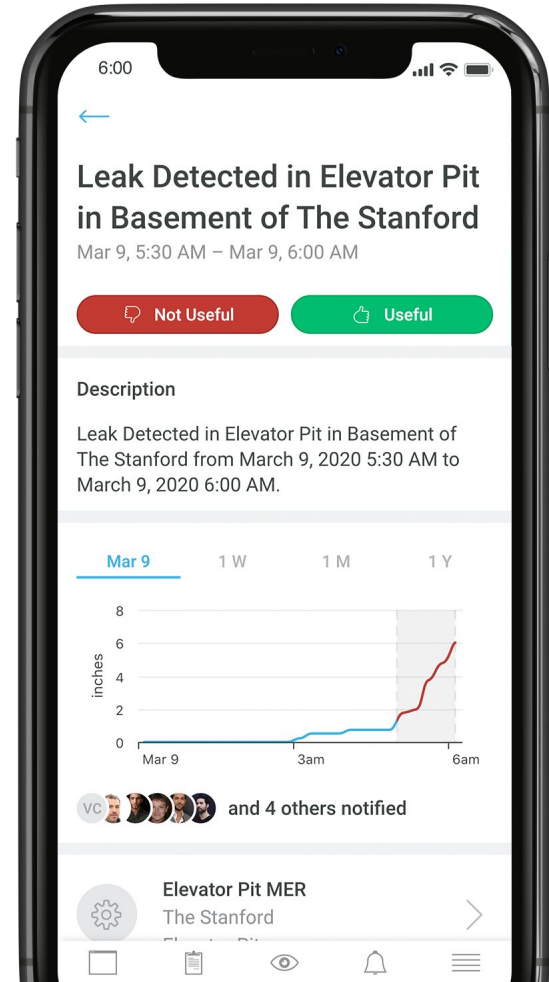 6:00
Leak Detected in Elevator Pit
in Basement of The Stanford
Mar 9, 5:30 AM – Mar 9, 6:00 AM
Not Useful
Useful
Description
Leak Detected in Elevator Pit in Basement of
The Stanford from March 9, 2020 5:30 AM to
March 9, 2020 6:00 AM.
Mar 9 1 W 1 M 1 Y
inches
8
6
4
2
0
Mar 9 3am 6am
VC
and 4 others notified
Elevator Pit MER
The Stanford